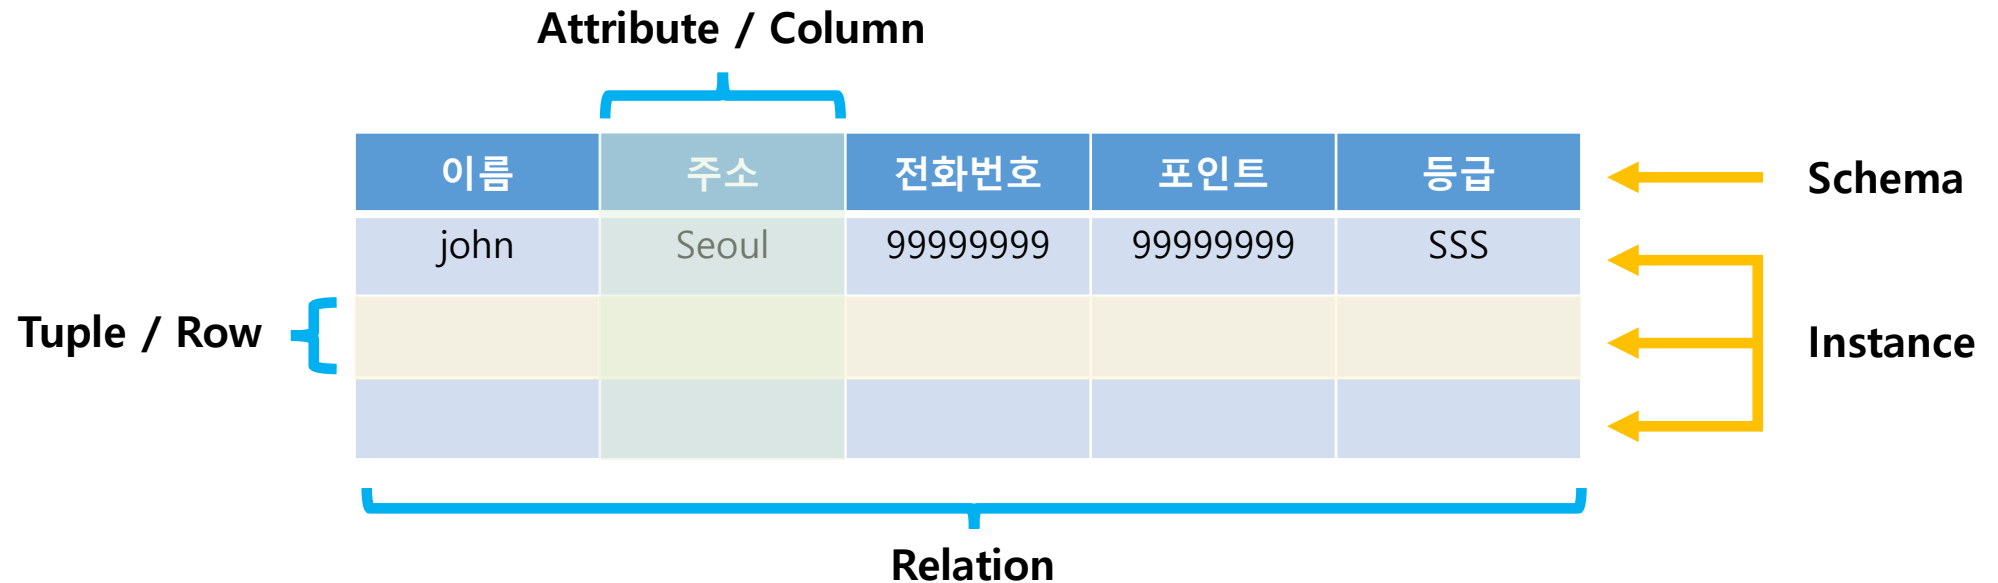 Attribute / Column
이름 주소 전화번호 포인트 등급
Schema
john Seoul 99999999 99999999 SSS
Tuple / Row
Instance
Relation